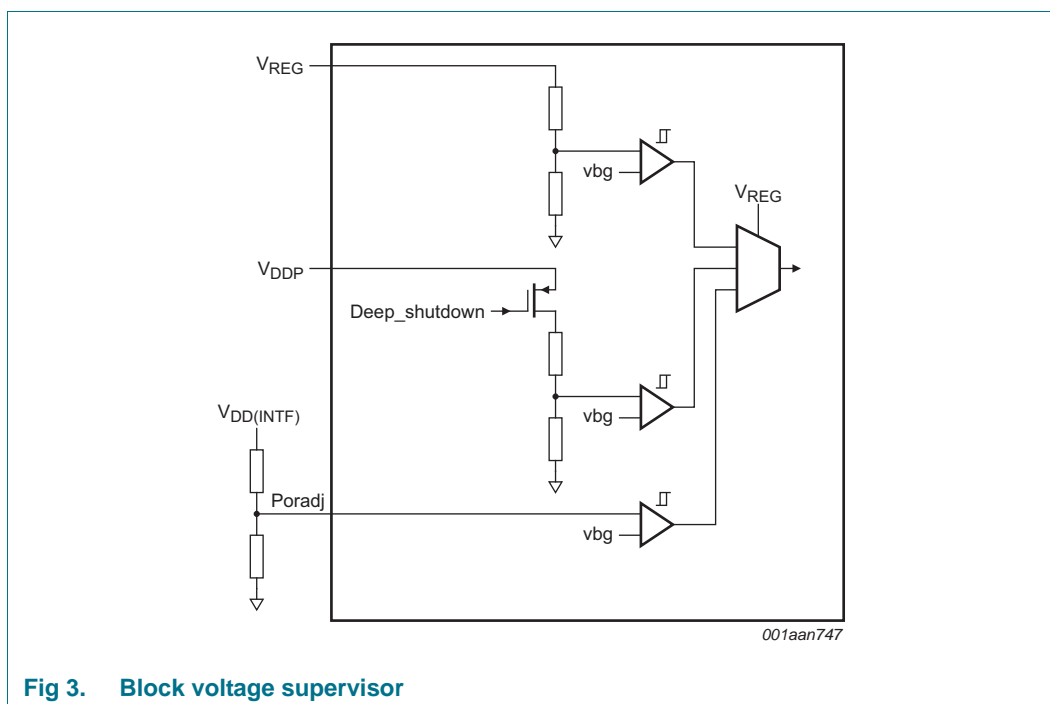 VREG
vbg
VREG
VDDP
Deep_shutdown
vbg
VDD(INTF)
Poradj
vbg
001aan747
Fig 3. Block voltage supervisor